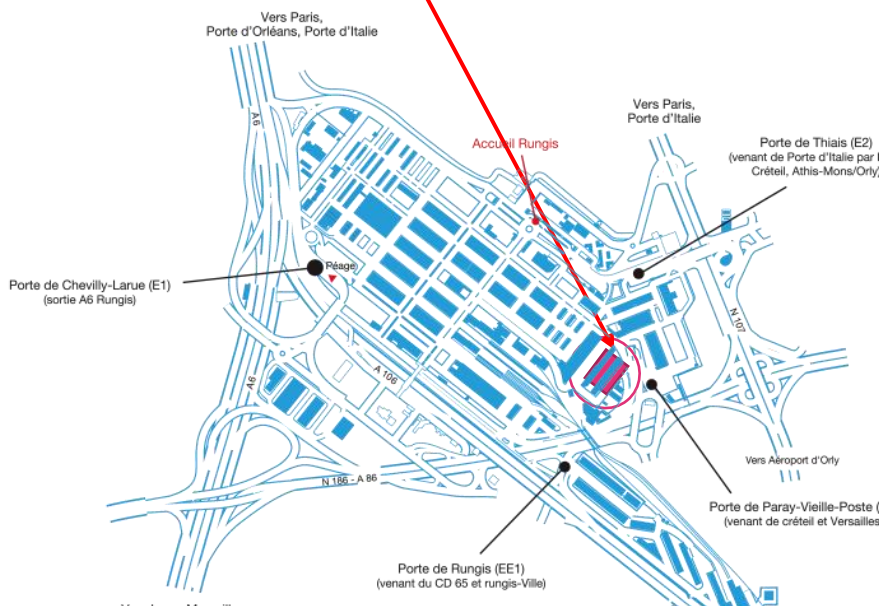 Vers Paris,
Porte d'Orléans, Porte d'Italie
A6
Vers Paris,
Porte d'Italie
Accueil Rungis
Porte de Thiais (E2)
(venant de Porte d'Italie par
Créteil, Athis-Mons/Orly)
Péage
Porte de Chevilly-Larue (E1)
(sortie A6 Rungis)
N 107
A 106
A6
Vers Aéroport d'Orly
N 186 - A 86
Porte de Paray-Vieille-Poste (
(venant de créteil et Versailles
Porte de Rungis (EE1)
(venant du CD 65 et rungis-Ville)